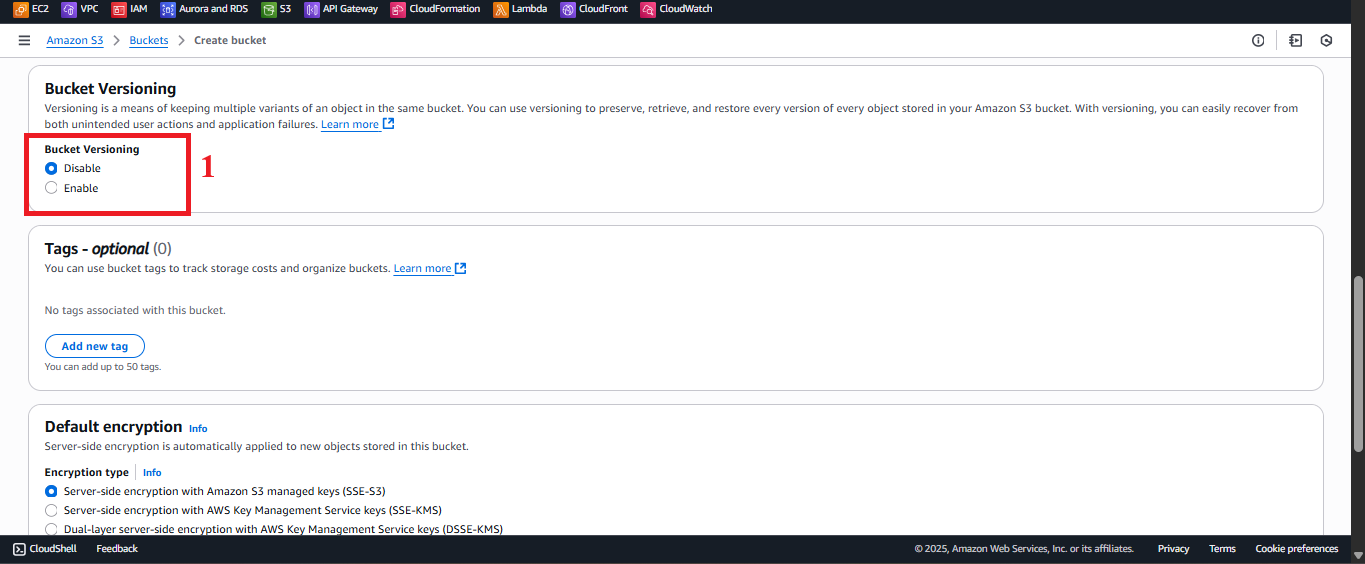 EC2 VPC IAM Aurora and RDS S3 API Gateway CloudFormation Lambda CloudFront CloudWatch
Amazon S3 > Buckets > Create bucket
Bucket Versioning
Versioning is a means of keeping multiple variants of an object in the same bucket. You can use versioning to preserve, retrieve, and restore every version of every object stored in your Amazon S3 bucket. With versioning, you can easily recover from
both unintended user actions and application failures. Learn more
Bucket Versioning
1
Disable
Enable
Tags - optional (0)
You can use bucket tags to track storage costs and organize buckets. Learn more
No tags associated with this bucket.
Add new tag
You can add up to 50 tags.
Default encryption Info
Server-side encryption is automatically applied to new objects stored in this bucket.
Encryption type Info
Server-side encryption with Amazon S3 managed keys (SSE-S3)
Server-side encryption with AWS Key Management Service keys (SSE-KMS)
Dual-layer server-side encryption with AWS Key Management Service keys (DSSE-KMS)
CloudShell Feedback © 2025, Amazon Web Services, Inc. or its affiliates. Privacy Terms Cookie preferences